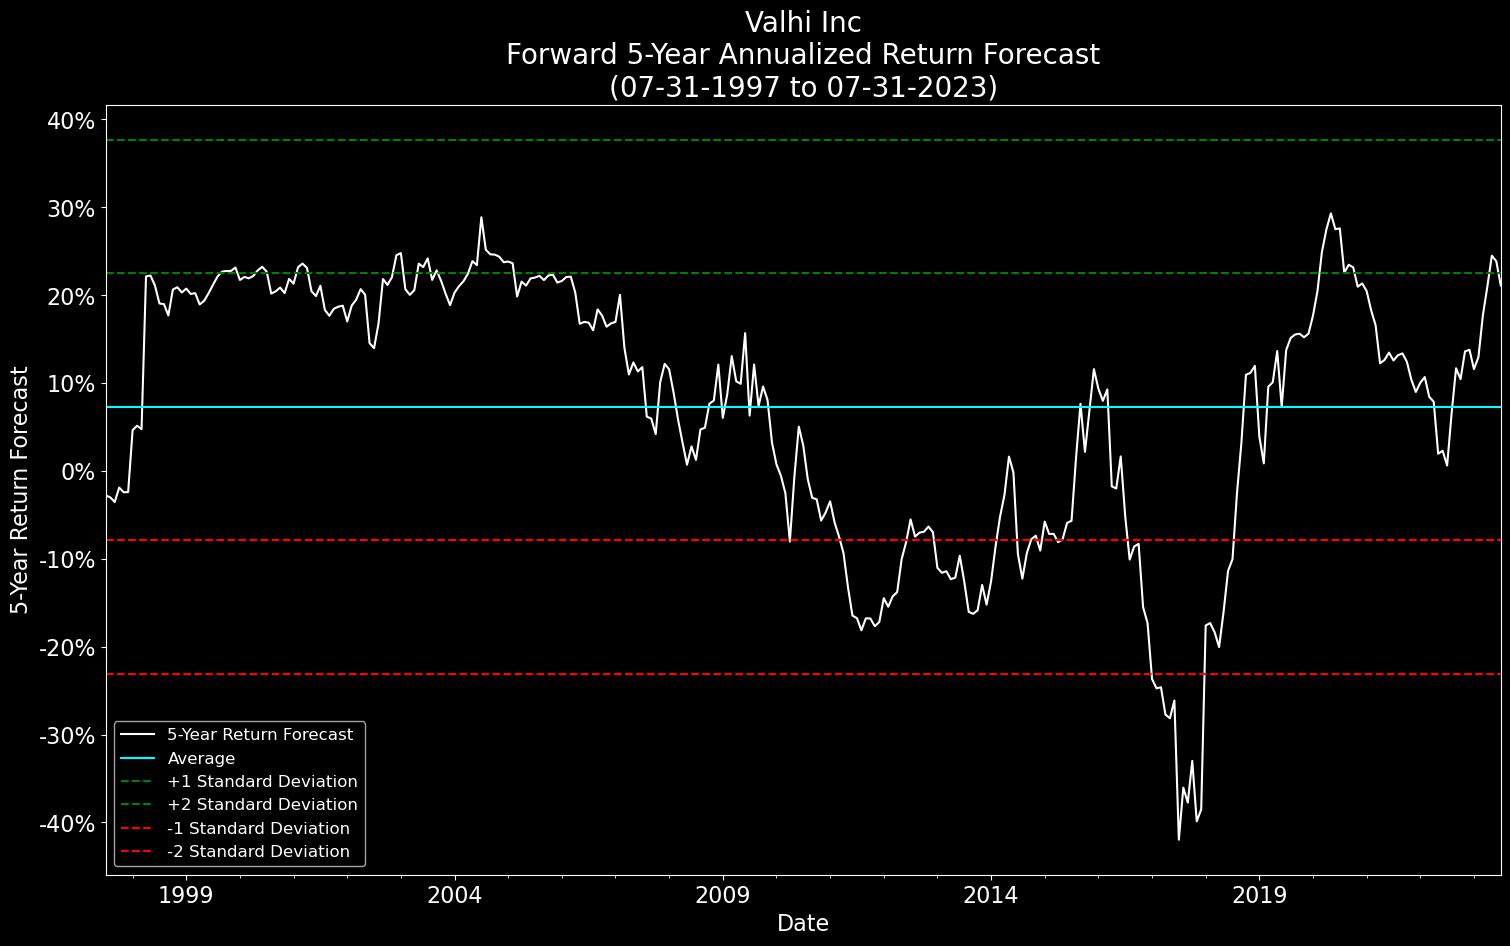 Valhi Inc
Forward 5-Year Annualized Return Forecast
(07-31-1997 to 07-31-2023)
5-Year Return Forecast
40%
30%
20%
10%
0%
-10%
-20%
-30%
-40%
5-Year Return Forecast
Average
+1 Standard Deviation
+2 Standard Deviation
-1 Standard Deviation
-2 Standard Deviation
1999 2004 2009 2014 2019
Date